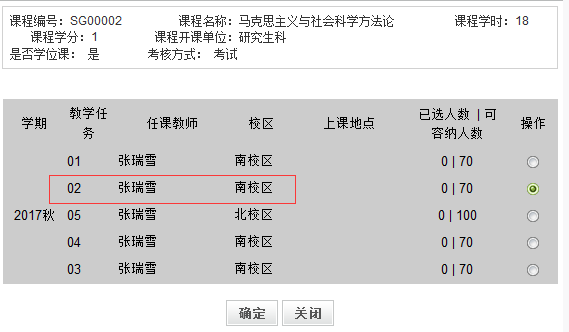 课程编号：SG00002 课程名称：马克思主义与社会科学方法论 课程学时：18
课程学分：1 课程开课单位：研究生科
是否学位课： 是 考核方式： 考试
学期 教学任务 任课教师 校区 上课地点 已选人数 | 可容纳人数 操作
01 张瑞雪 南校区 0 | 70
02 张瑞雪 南校区 0 | 70
2017秋 05 张瑞雪 北校区 0 | 100
04 张瑞雪 南校区 0 | 70
03 张瑞雪 南校区 0 | 70
确定 关闭